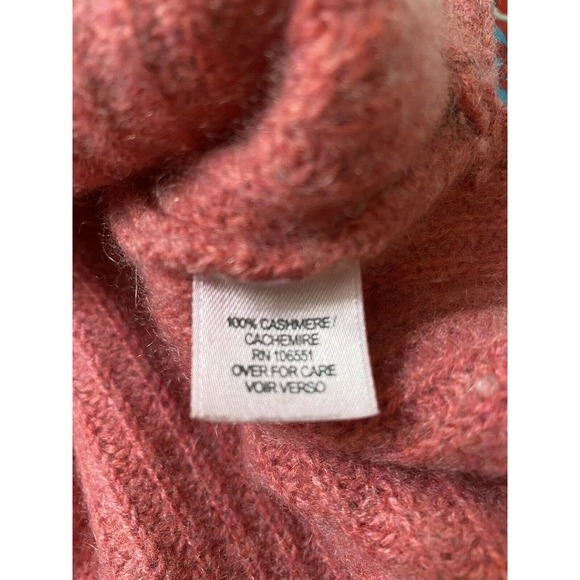 100% CASHMERE/
CACHEMIRE
RN 106551
OVER FOR CARE
VOIR VERSO